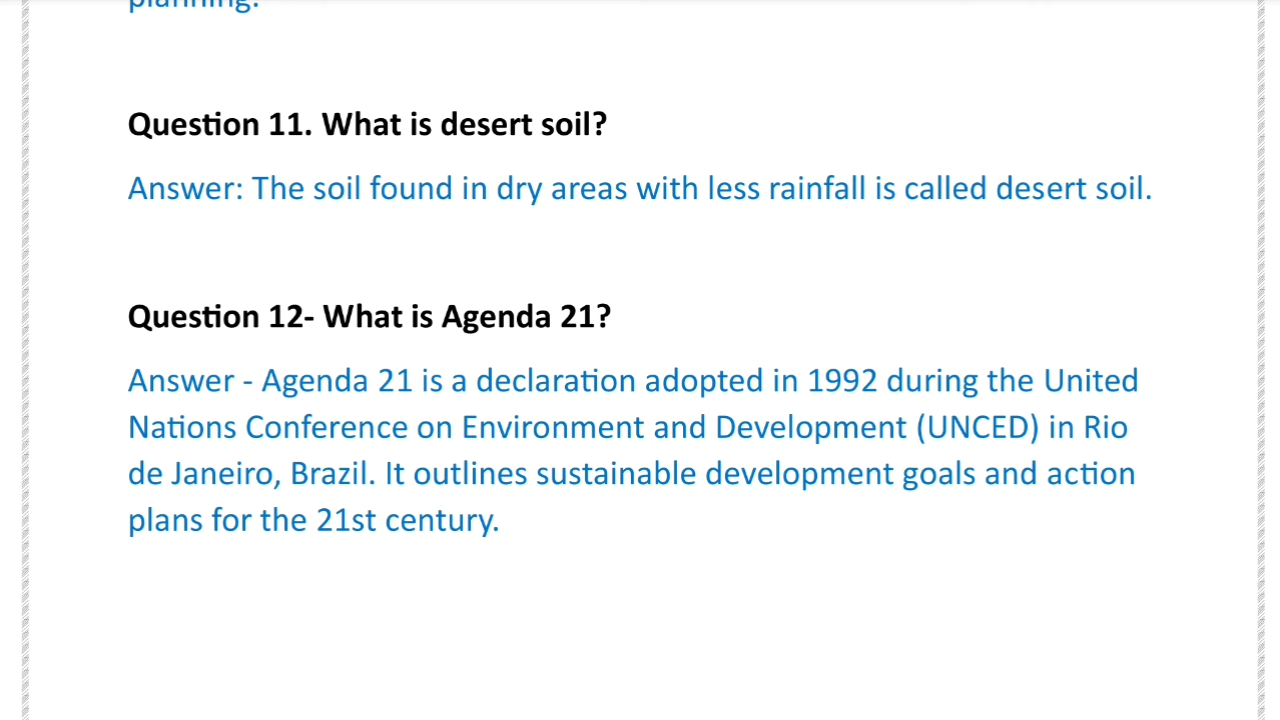 planning.
Question 11. What is desert soil?
Answer: The soil found in dry areas with less rainfall is called desert soil.
Question 12- What is Agenda 21?
Answer - Agenda 21 is a declaration adopted in 1992 during the United
Nations Conference on Environment and Development (UNCED) in Rio
de Janeiro, Brazil. It outlines sustainable development goals and action
plans for the 21st century.